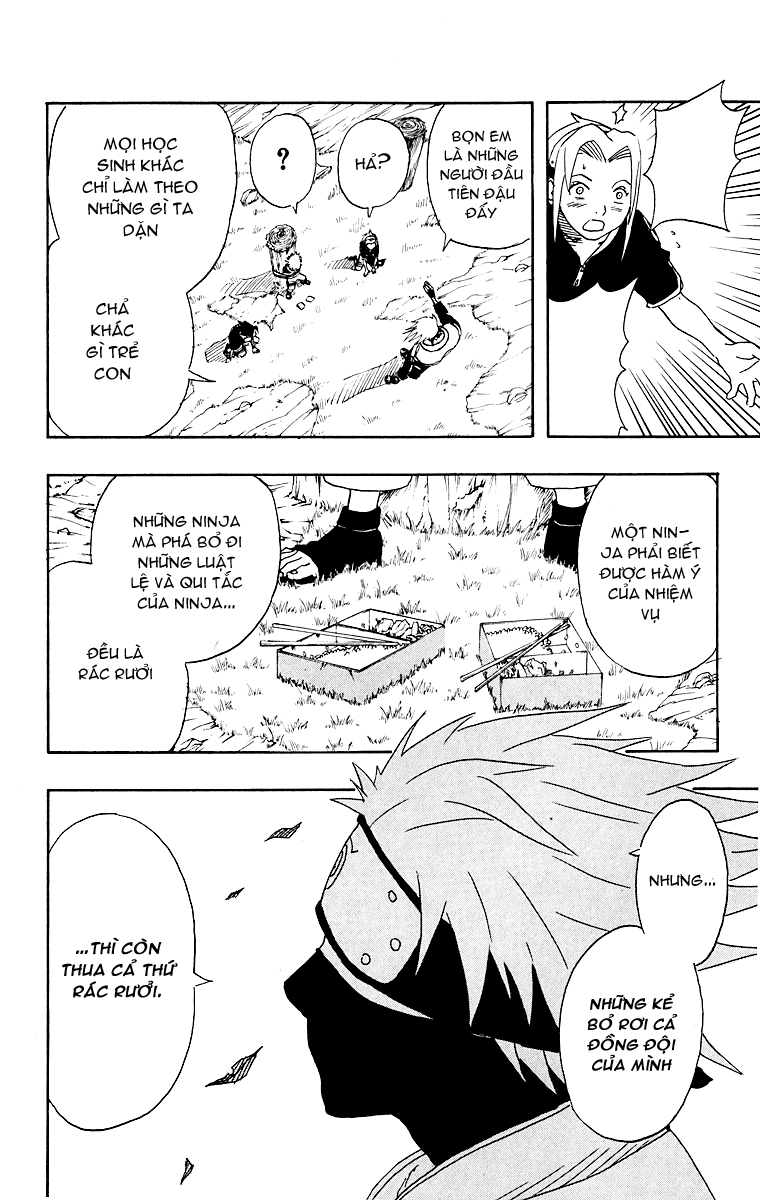 BỌN EM
LÀ NHỮNG
NGƯỜI ĐẦU
TIÊN ĐẬU
ĐẤY
HẢ?
?
MỌI HỌC
SINH KHÁC
CHỈ LÀM THEO
NHỮNG GÌ TA
DẶN
CHẢ
KHÁC
GÌ TRẺ
CON
MỘT NIN-
JA PHẢI BIẾT
ĐƯỢC HÀM Ý
CỦA NHIỆM
VỤ
NHỮNG NINJA
MÀ PHÁ BỎ ĐI
NHỮNG LUẬT
LỆ VÀ QUI TẮC
CỦA NINJA...
ĐỀU LÀ
RÁC RƯỞI
NHƯNG...
NHỮNG KẺ
BỎ RƠI CẢ
ĐỒNG ĐỘI
CỦA MÌNH
...THÌ CÒN
THUA CẢ THỨ
RÁC RƯỞI.